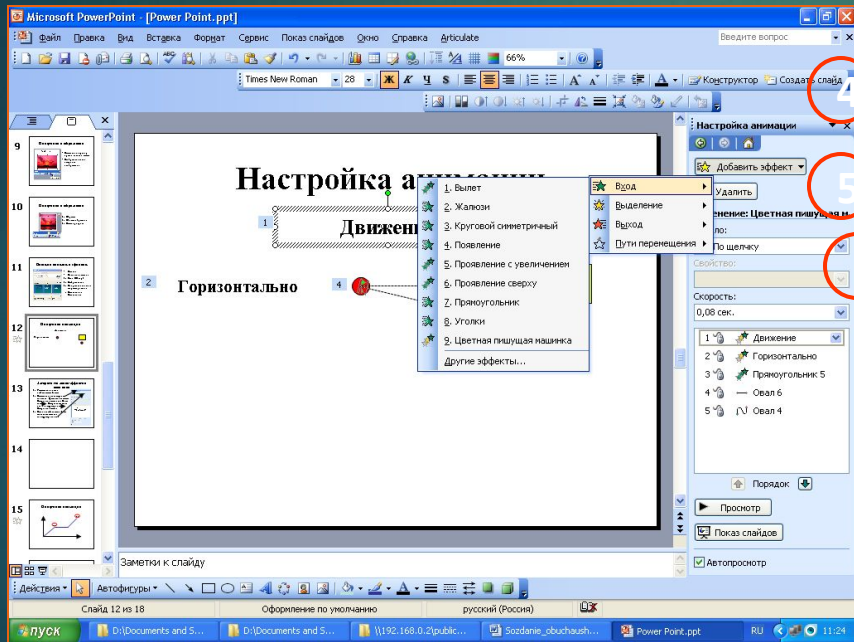 Microsoft PowerPoint - [Power Point.ppt]
Файл Правка Вид Вставка Формат Сервис Показ слайдов Окно Справка Articulate
Введите вопрос
66%
Times New Roman 28 Ж К Ч S Конструктор Создать слайд
4
Настройка анимации
Добавить эффект
5
Удалить
По щелчку
Свойство:
Скорость:
0,08 сек.
1 Движение
2 Горизонтально
3 Прямоугольник 5
4 Овал 6
5 Овал 4
Порядок
Просмотр
Показ слайдов
Автопросмотр
9
10
11
12
13
14
15
Настройка
1
2 Горизонтально 4
1. Вылет
2. Жалюзи
3. Круговой симметричный
4. Появление
5. Проявление с увеличением
6. Проявление сверху
7. Прямоугольник
8. Уголки
9. Цветная пишущая машинка
Другие эффекты...
Вход
Выделение
Выход
Пути перемещения
Заметки к слайду
Действия Автофигуры
Слайд 12 из 18 Оформление по умолчанию русский (Россия)
пуск D:\Documents and S... D:\Documents and S... \\192.168.0.2\public... Sozdanie_obuchaush... Power Point.ppt RU 11:24